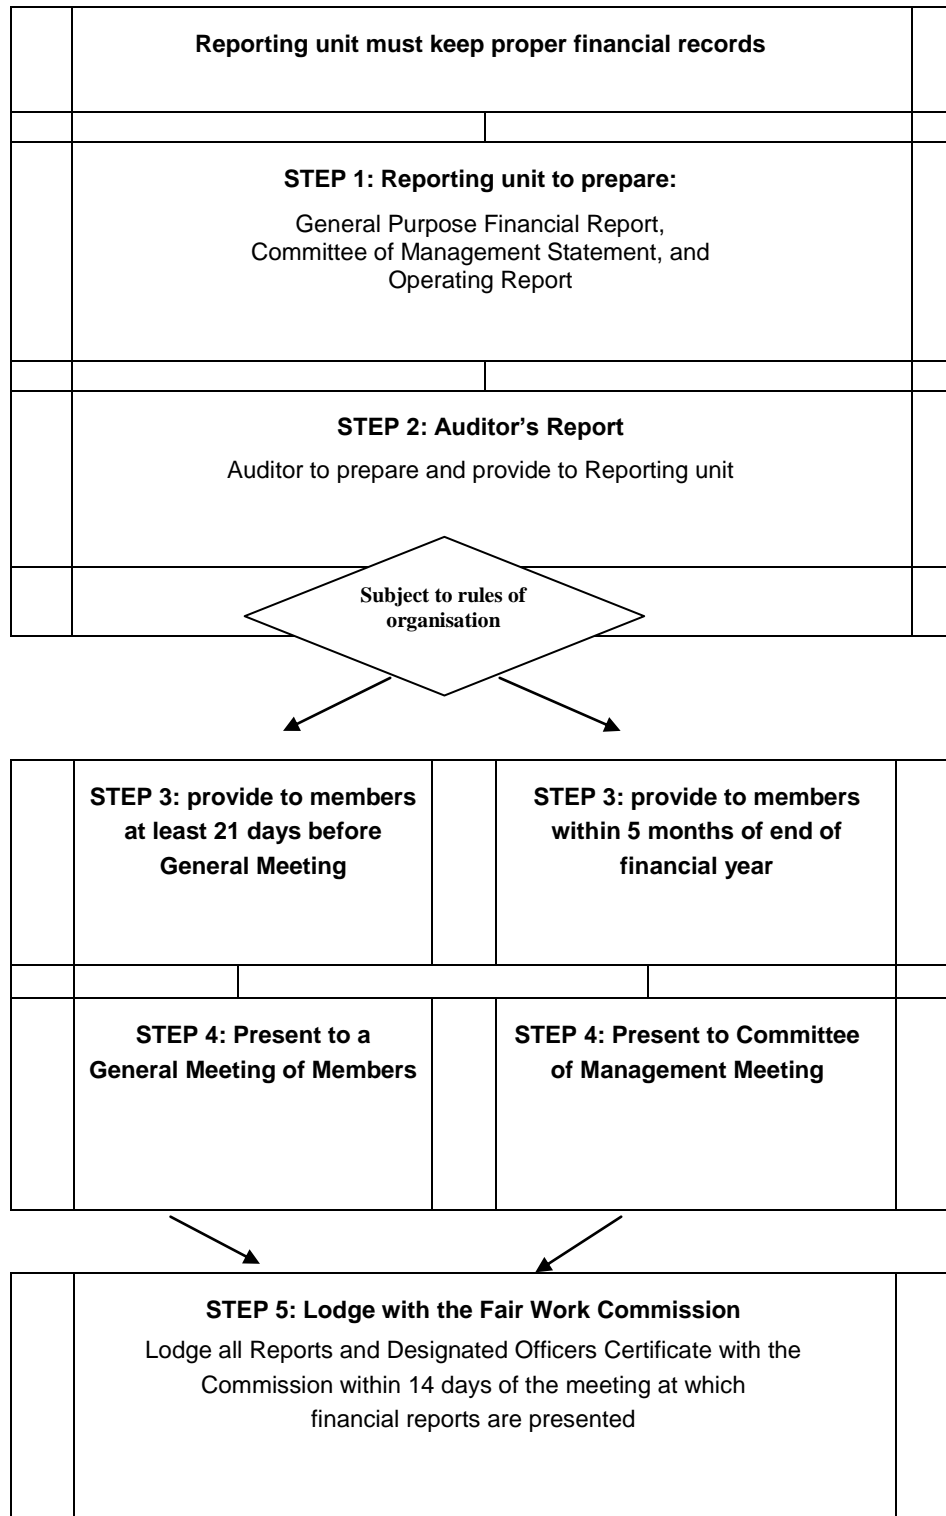 Reporting unit must keep proper financial records
STEP 1: Reporting unit to prepare:
General Purpose Financial Report,
Committee of Management Statement, and
Operating Report
STEP 2: Auditor’s Report
Auditor to prepare and provide to Reporting unit
Subject to rules of
organisation
STEP 3: provide to members
at least 21 days before
General Meeting
STEP 3: provide to members
within 5 months of end of
financial year
STEP 4: Present to a
General Meeting of Members
STEP 4: Present to Committee
of Management Meeting
STEP 5: Lodge with the Fair Work Commission
Lodge all Reports and Designated Officers Certificate with the
Commission within 14 days of the meeting at which
financial reports are presented